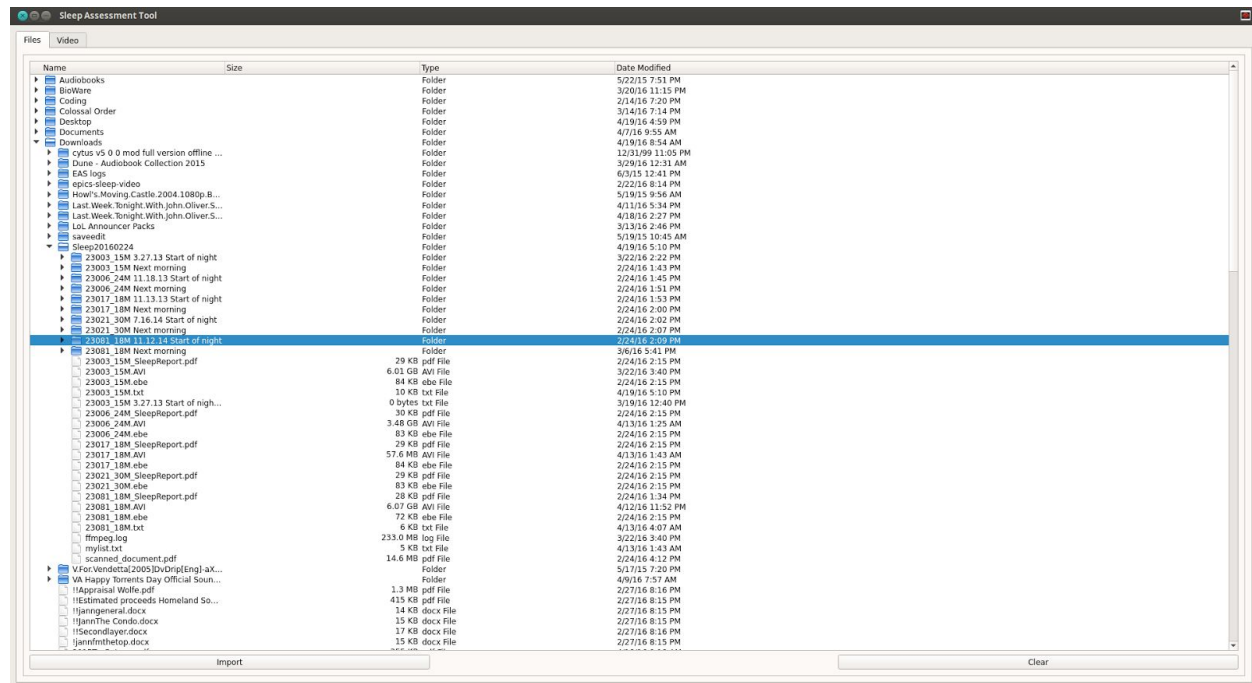 Sleep Assessment Tool
Files Video
Name Size Type Date Modified
Audiobooks Folder 5/22/15 7:51 PM
BioWare Folder 3/20/16 11:15 PM
Coding Folder 2/14/16 7:20 PM
Colossal Order Folder 3/14/16 7:14 PM
Desktop Folder 4/19/16 4:59 PM
Documents Folder 4/7/16 9:55 AM
Downloads Folder 4/19/16 8:54 AM
cytus v5 0 0 mod full version offline ... Folder 12/31/99 11:05 PM
Dune - Audiobook Collection 2015 Folder 3/29/16 12:31 AM
EAS logs Folder 6/3/15 12:41 PM
epics-sleep-video Folder 2/22/16 8:14 PM
Howl's.Moving.Castle.2004.1080p.B... Folder 5/19/15 9:56 AM
Last.Week.Tonight.With.John.Oliver.S... Folder 4/11/16 5:34 PM
Last.Week.Tonight.With.John.Oliver.S... Folder 4/18/16 2:27 PM
LoL Announcer Packs Folder 3/13/16 2:46 PM
saveedit Folder 5/19/15 10:45 AM
Sleep20160224 Folder 4/19/16 5:10 PM
23003_15M 3.27.13 Start of night Folder 3/22/16 2:22 PM
23003_15M Next morning Folder 2/24/16 1:43 PM
23006_24M 11.18.13 Start of night Folder 2/24/16 1:45 PM
23006_24M Next morning Folder 2/24/16 1:51 PM
23017_18M 11.13.13 Start of night Folder 2/24/16 1:53 PM
23017_18M Next morning Folder 2/24/16 2:00 PM
23021_30M 7.16.14 Start of night Folder 2/24/16 2:02 PM
23021_30M Next morning Folder 2/24/16 2:07 PM
23081_18M 11.12.14 Start of night Folder 2/24/16 2:09 PM
23081_18M Next morning Folder 3/6/16 5:41 PM
23003_15M_SleepReport.pdf 29 KB pdf File 2/24/16 2:15 PM
23003_15M.AVI 6.01 GB AVI File 3/22/16 3:40 PM
23003_15M.ebe 84 KB ebe File 2/24/16 2:15 PM
23003_15M.txt 10 KB txt File 4/19/16 5:10 PM
23003_15M 3.27.13 Start of nigh... 0 bytes txt File 3/19/16 12:40 PM
23006_24M_SleepReport.pdf 30 KB pdf File 2/24/16 2:15 PM
23006_24M.AVI 3.48 GB AVI File 4/13/16 1:25 AM
23006_24M.ebe 83 KB ebe File 2/24/16 2:15 PM
23017_18M_SleepReport.pdf 29 KB pdf File 2/24/16 2:15 PM
23017_18M.AVI 57.6 MB AVI File 4/13/16 1:43 AM
23017_18M.ebe 84 KB ebe File 2/24/16 2:15 PM
23021_30M_SleepReport.pdf 29 KB pdf File 2/24/16 2:15 PM
23021_30M.ebe 83 KB ebe File 2/24/16 2:15 PM
23081_18M_SleepReport.pdf 28 KB pdf File 2/24/16 1:34 PM
23081_18M.AVI 6.07 GB AVI File 4/12/16 11:52 PM
23081_18M.ebe 72 KB ebe File 2/24/16 2:15 PM
23081_18M.txt 6 KB txt File 4/13/16 4:07 AM
ffmpeg.log 233.0 MB log File 3/22/16 3:40 PM
mylist.txt 5 KB txt File 4/13/16 1:43 AM
scanned_document.pdf 14.6 MB pdf File 2/24/16 4:12 PM
V.For.Vendetta[2005]DvDrip[Eng]-aX... Folder 5/17/15 7:20 PM
VA Happy Torrents Day Official Soun... Folder 4/9/16 7:57 AM
!!Appraisal Wolfe.pdf 1.3 MB pdf File 2/27/16 8:16 PM
!!Estimated proceeds Homeland So... 415 KB pdf File 2/27/16 8:15 PM
!!janngeneral.docx 14 KB docx File 2/27/16 8:15 PM
!!JannThe Condo.docx 15 KB docx File 2/27/16 8:15 PM
!!Secondlayer.docx 17 KB docx File 2/27/16 8:16 PM
!jannfmthetop.docx 15 KB docx File 2/27/16 8:15 PM
Import Clear